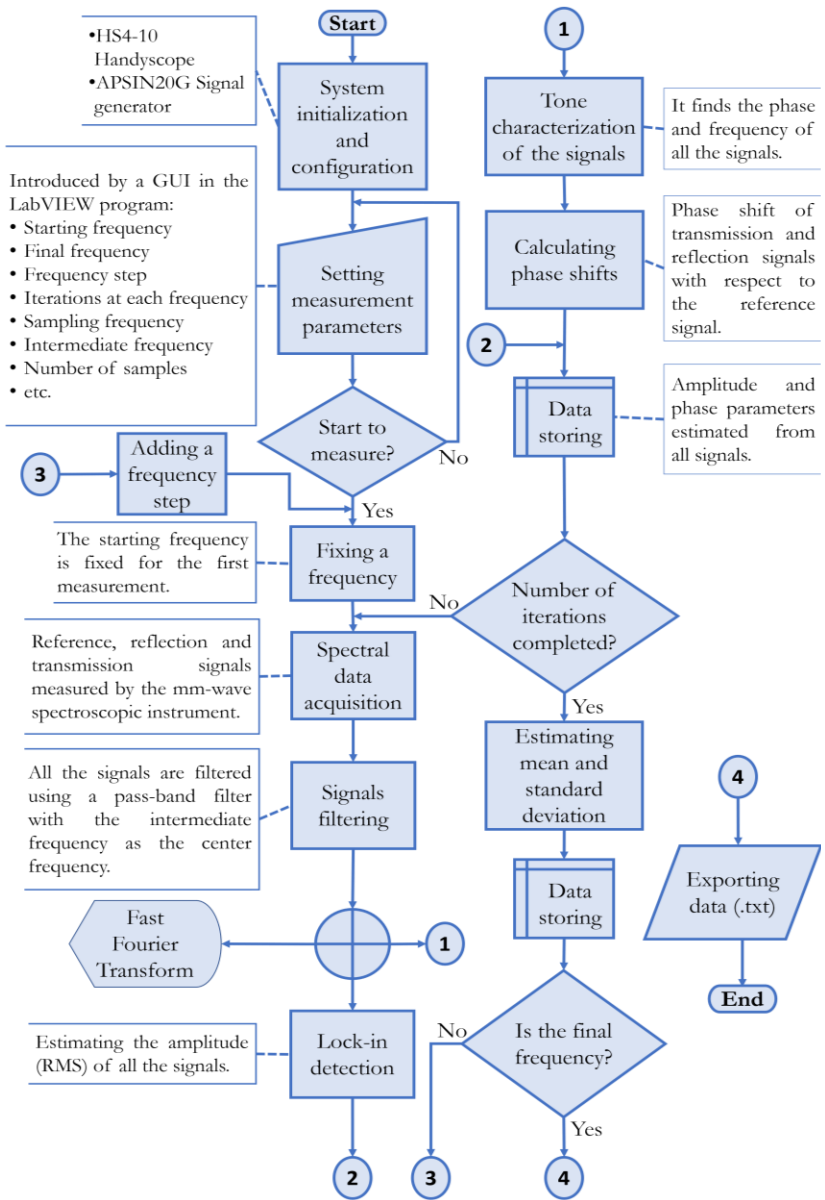 •HS4-10
Handyscope
•APSIN20G Signal
generator
Start
System
initialization
and
configuration
Introduced by a GUI in the
LabVIEW program:
• Starting frequency
• Final frequency
• Frequency step
• Iterions at each frequency
• Sampling frequency
• Intermediate frequency
• Number of samples
• etc.
Setting
measurement
parameters
Start to
measure?
No
Yes
3
Adding a
frequency
step
The starting frequency
is fixed for the first
measurement.
Fixing a
frequency
Reference, reflection and
transmission signals
measured by the mm-wave
spectroscopic instrument.
Spectral
data
acquisition
All the signals are filtered
using a pass-band filter
with the intermediate
frequency as the center
frequency.
Signals
filtering
Fast
Fourier
Transform
1
Estimating the amplitude
(RMS) of all the signals.
Lock-in
detection
2
1
Tone
characterization
of the signals
It finds the phase
and frequency of
all the signals.
Calculating
phase shifts
Phase shift of
transmission and
reflection signals
with respect to
the reference
signal.
2
Data
storing
Amplitude and
phase parameters
estimated from
all signals.
Number of
iterions
completed?
No
Yes
Estimating
mean and
standard
deviation
Data
storing
Is the final
frequency?
No
Yes
3
4
4
Exporting
data (.txt)
End